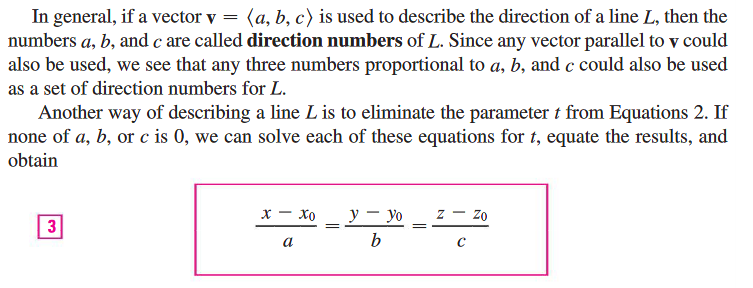 In general, if a vector v = ⟨a, b, c⟩ is used to describe the direction of a line L, then the
numbers a, b, and c are called direction numbers of L. Since any vector parallel to v could
also be used, we see that any three numbers proportional to a, b, and c could also be used
as a set of direction numbers for L.
Another way of describing a line L is to eliminate the parameter t from Equations 2. If
none of a, b, or c is 0, we can solve each of these equations for t, equate the results, and
obtain
3
x − x₀ / a = y − y₀ / b = z − z₀ / c